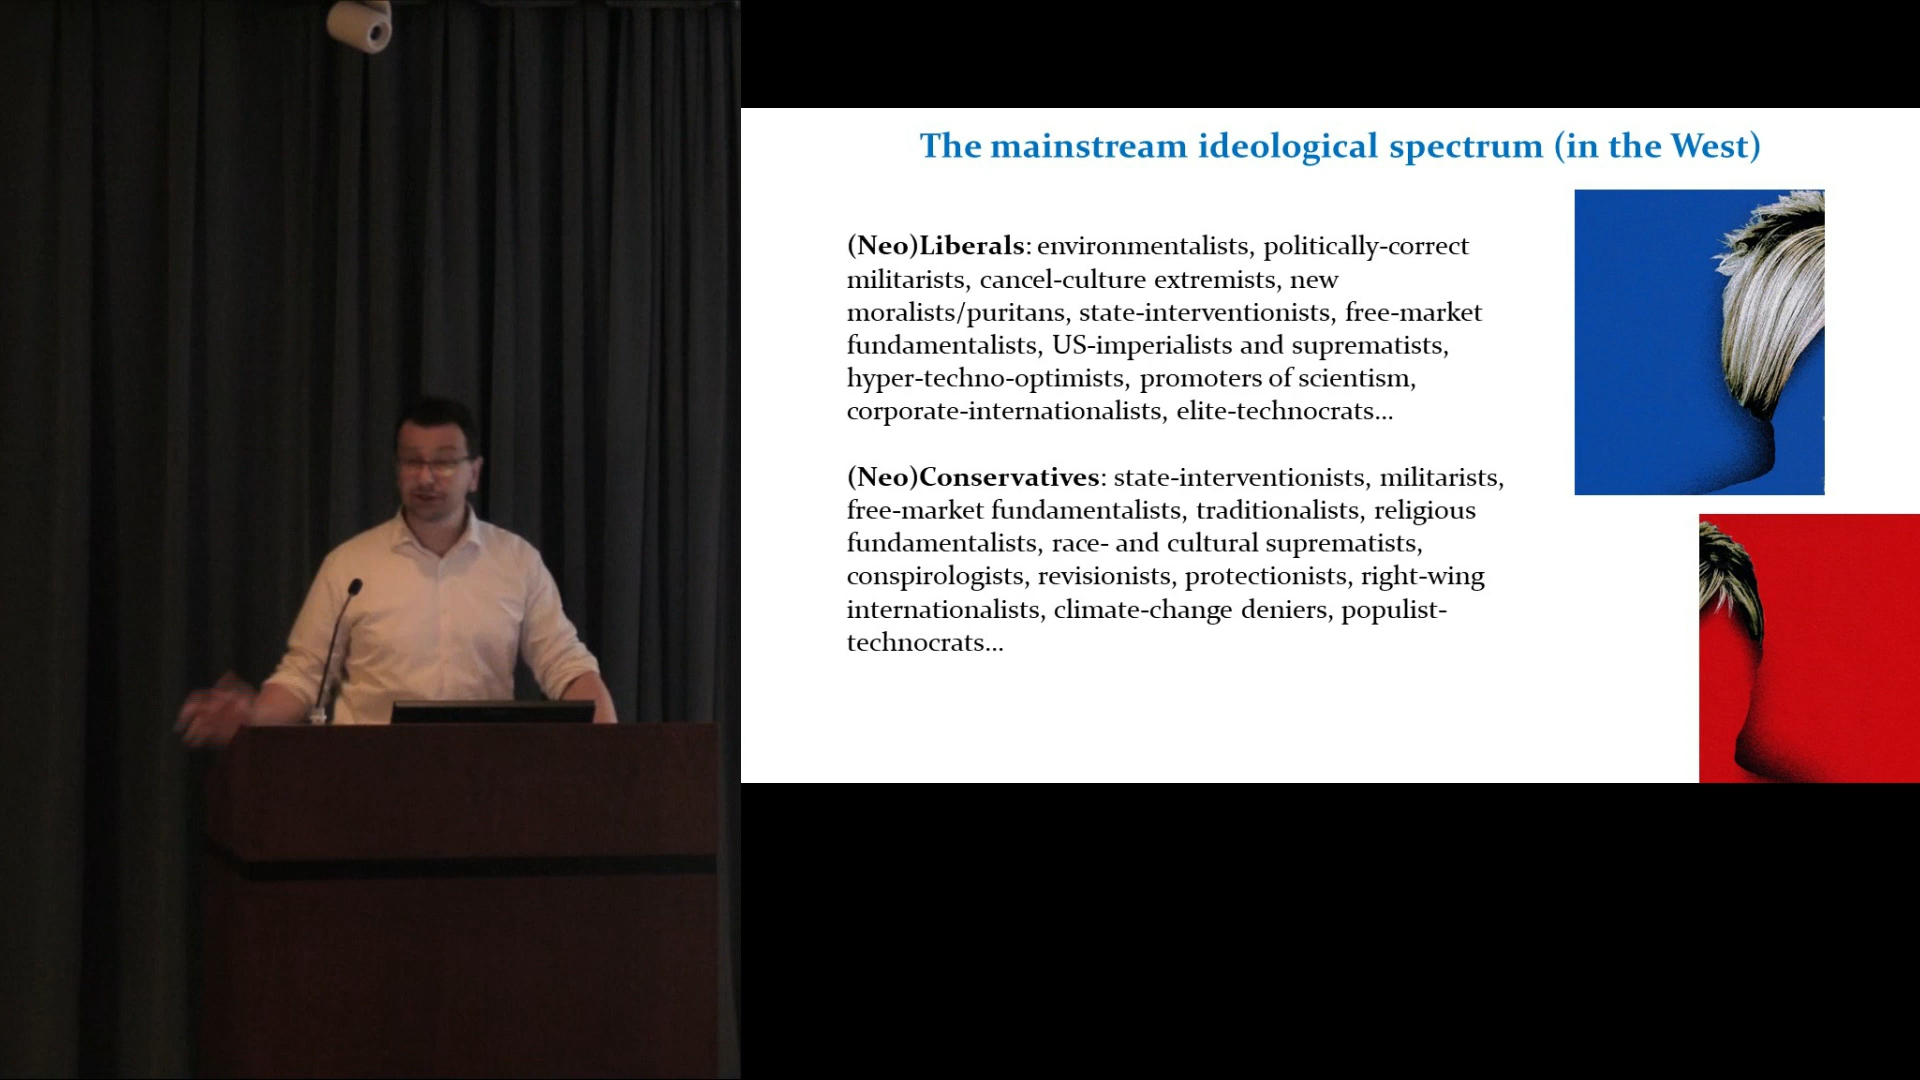 The mainstream ideological spectrum (in the West)
(Neo)Liberals: environmentalists, politically-correct
militarists, cancel-culture extremists, new
moralists/puritans, state-interventionists, free-market
fundamentalists, US-imperialists and suprematists,
hyper-techno-optimists, promoters of scientism,
corporate-internationalists, elite-technocrats...
(Neo)Conservatives: state-interventionists, militarists,
free-market fundamentalists, traditionalists, religious
fundamentalists, race- and cultural suprematists,
conspirologists, revisionists, protectionists, right-wing
internationalists, climate-change deniers, populist-
technocrats...